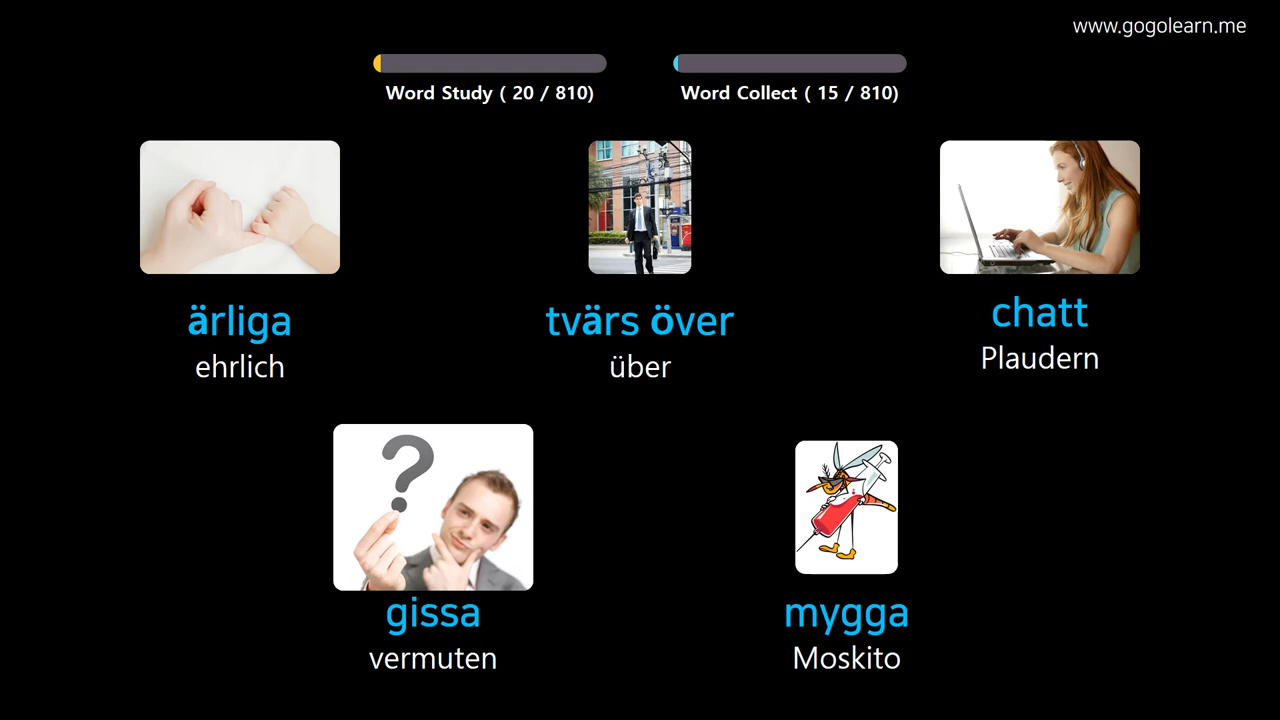 www.gogolearn.me
Word Study ( 20 / 810)
Word Collect ( 15 / 810)
ärliga
ehrlich
tvärs över
über
chatt
Plaudern
gissa
vermuten
mygga
Moskito